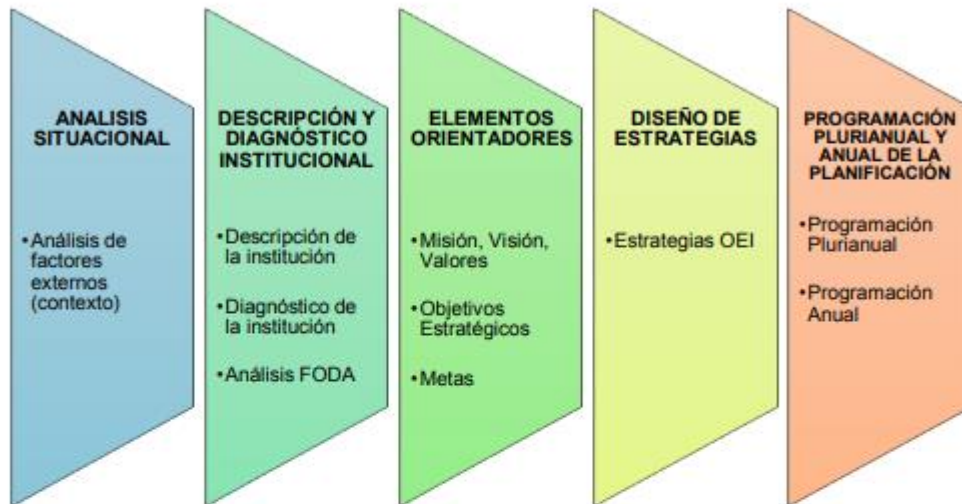 ANALISIS
SITUACIONAL
•Análisis de
factores
externos
(contexto)
DESCRIPCIÓN Y
DIAGNÓSTICO
INSTITUCIONAL
•Descripción de
la institución
•Diagnóstico de
la institución
•Análisis FODA
ELEMENTOS
ORIENTADORES
•Misión, Visión,
Valores
•Objetivos
Estratégicos
•Metas
DISEÑO DE
ESTRATEGIAS
•Estrategias OEI
PROGRAMACIÓN
PLURIANUAL Y
ANUAL DE LA
PLANIFICACIÓN
•Programación
Plurianual
•Programación
Anual